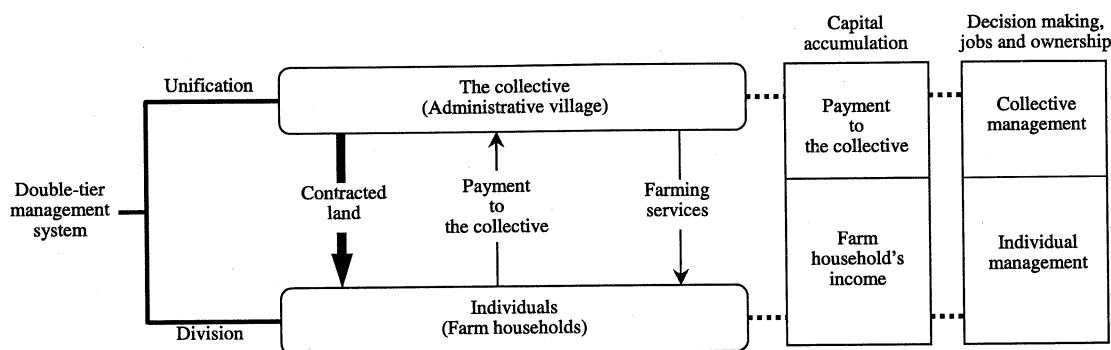 Capital
accumulation
Decision making,
jobs and ownership
Unification
The collective
(Administrative village)
Payment
to
the collective
Collective
management
Double-tier
management
system
Contracted
land
Payment
to
the collective
Farming
services
Farm
household's
income
Individual
management
Individuals
(Farm households)
Division